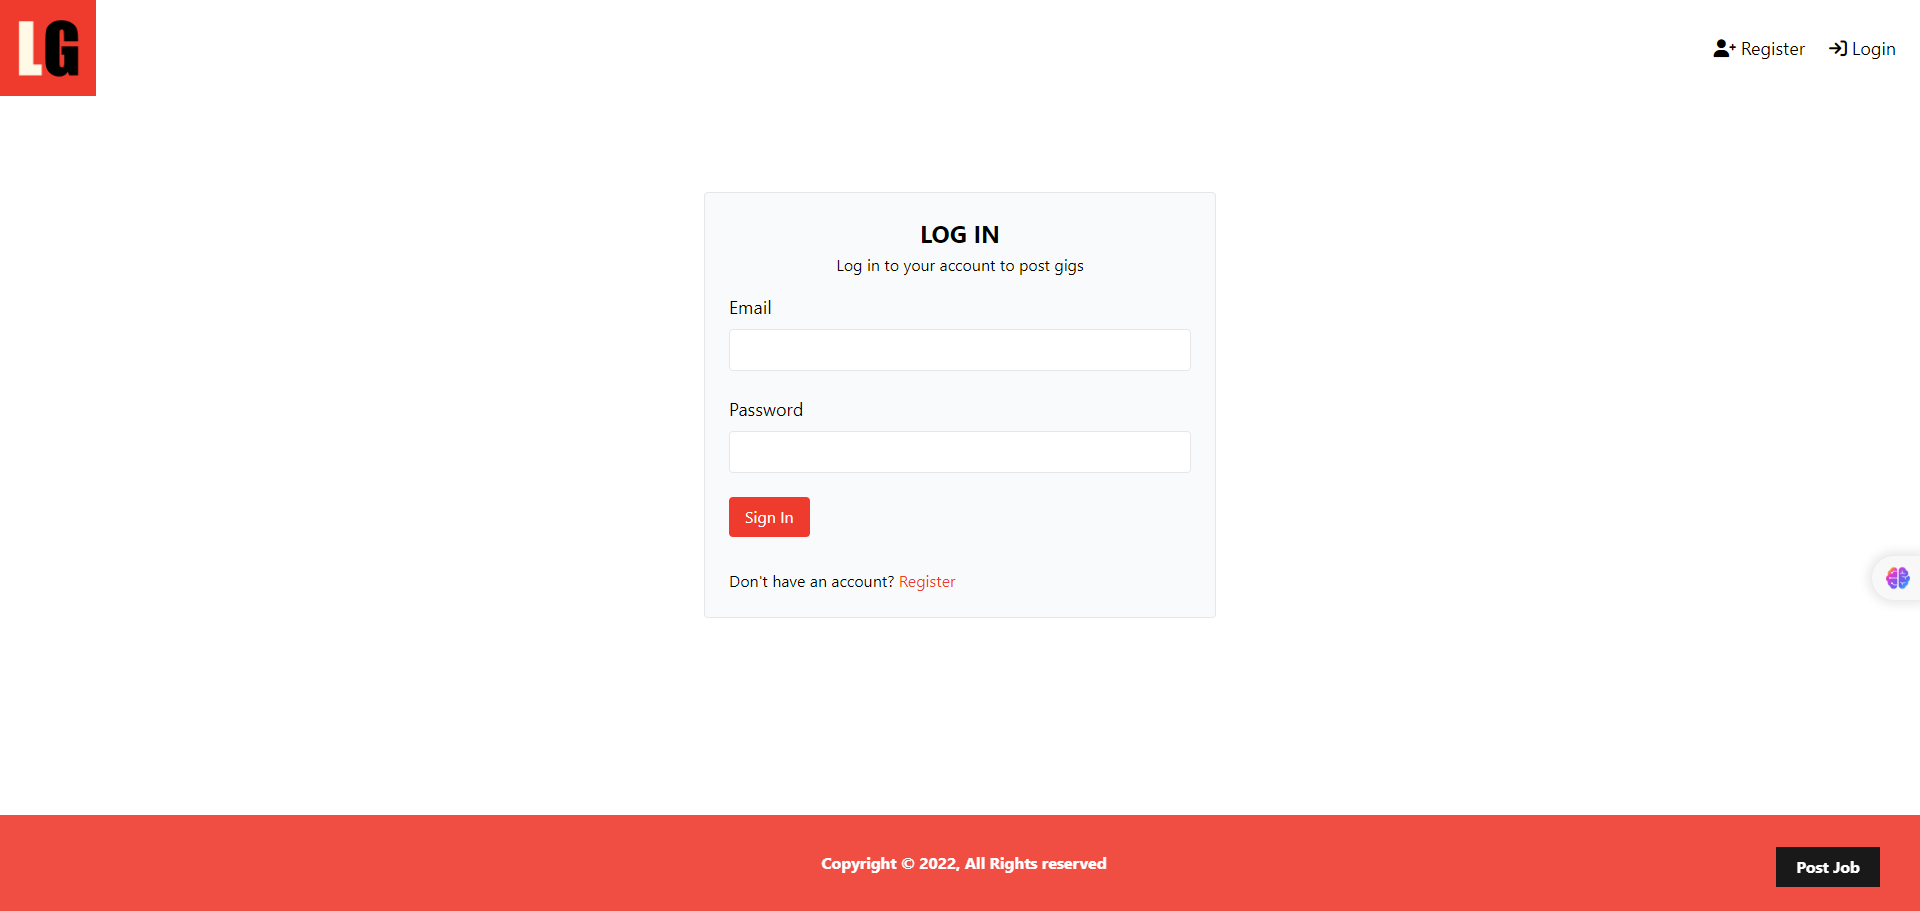 LG
Register Login
LOG IN
Log in to your account to post gigs
Email
Password
Sign In
Don't have an account? Register
Copyright © 2022, All Rights reserved
Post Job